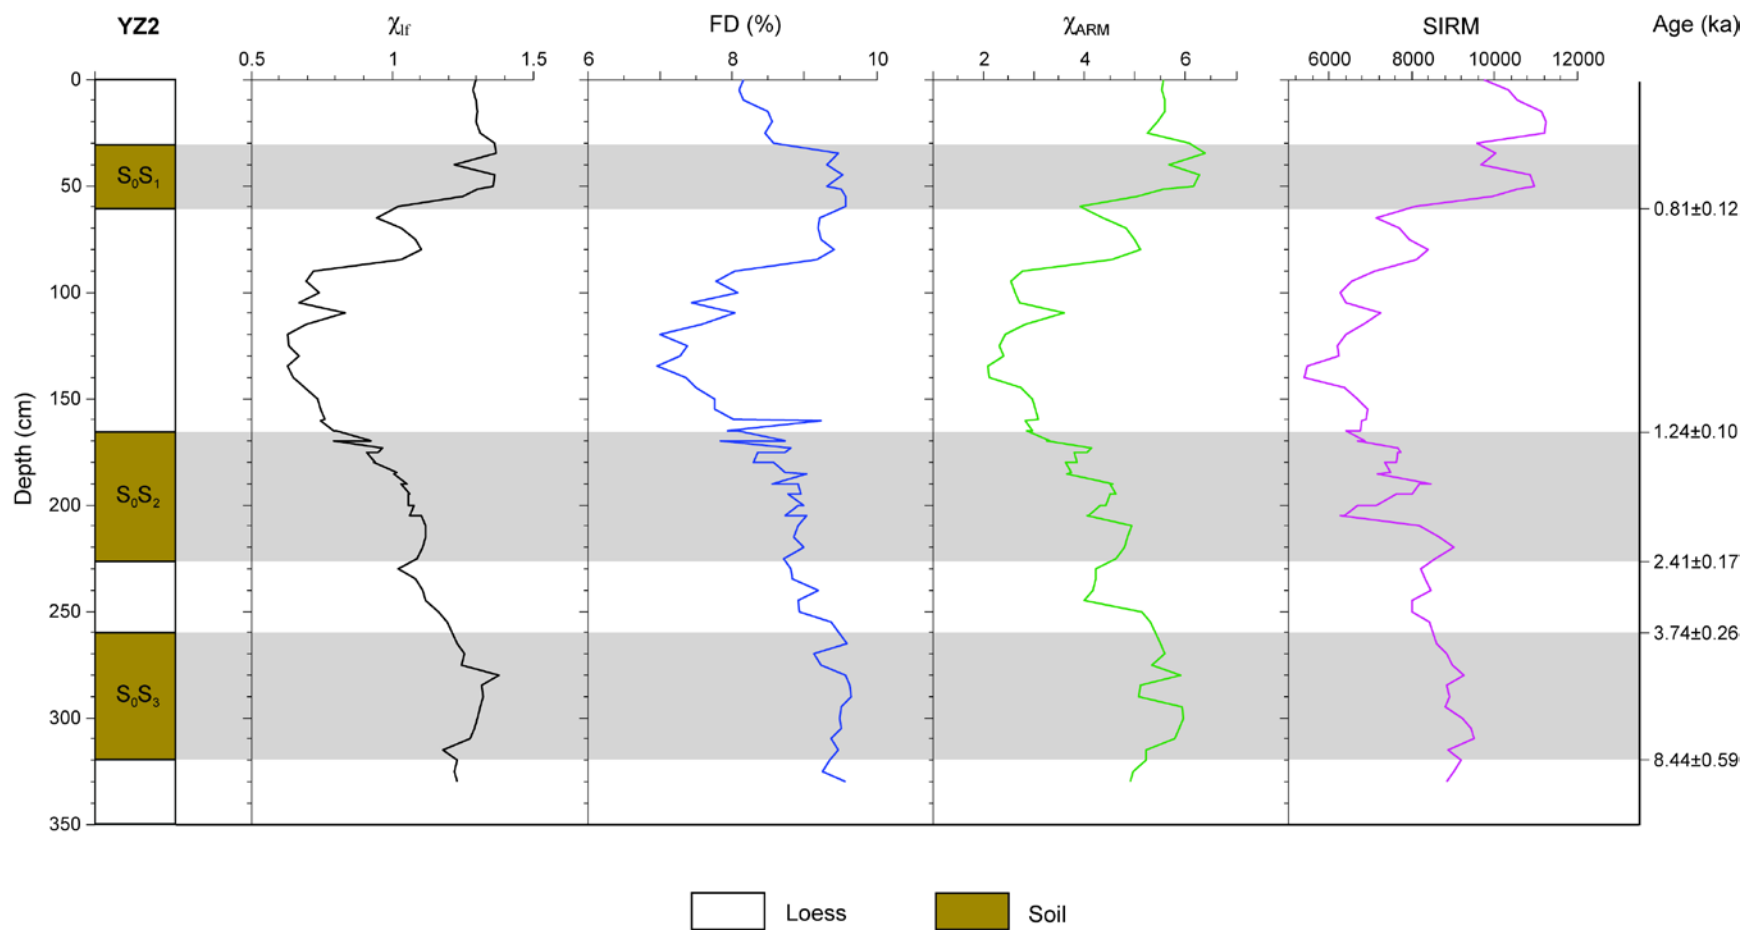 YZ2 χlf FD (%) χARM SIRM Age (ka)
0.5 1 1.5 6 8 10 2 4 6 6000 8000 10000 12000
0
S0S1
50
0.81±0.12
100
Depth (cm)
150
1.24±0.10
S0S2
200
2.41±0.17
250
3.74±0.26
S0S3
300
8.44±0.59
350
Loess Soil